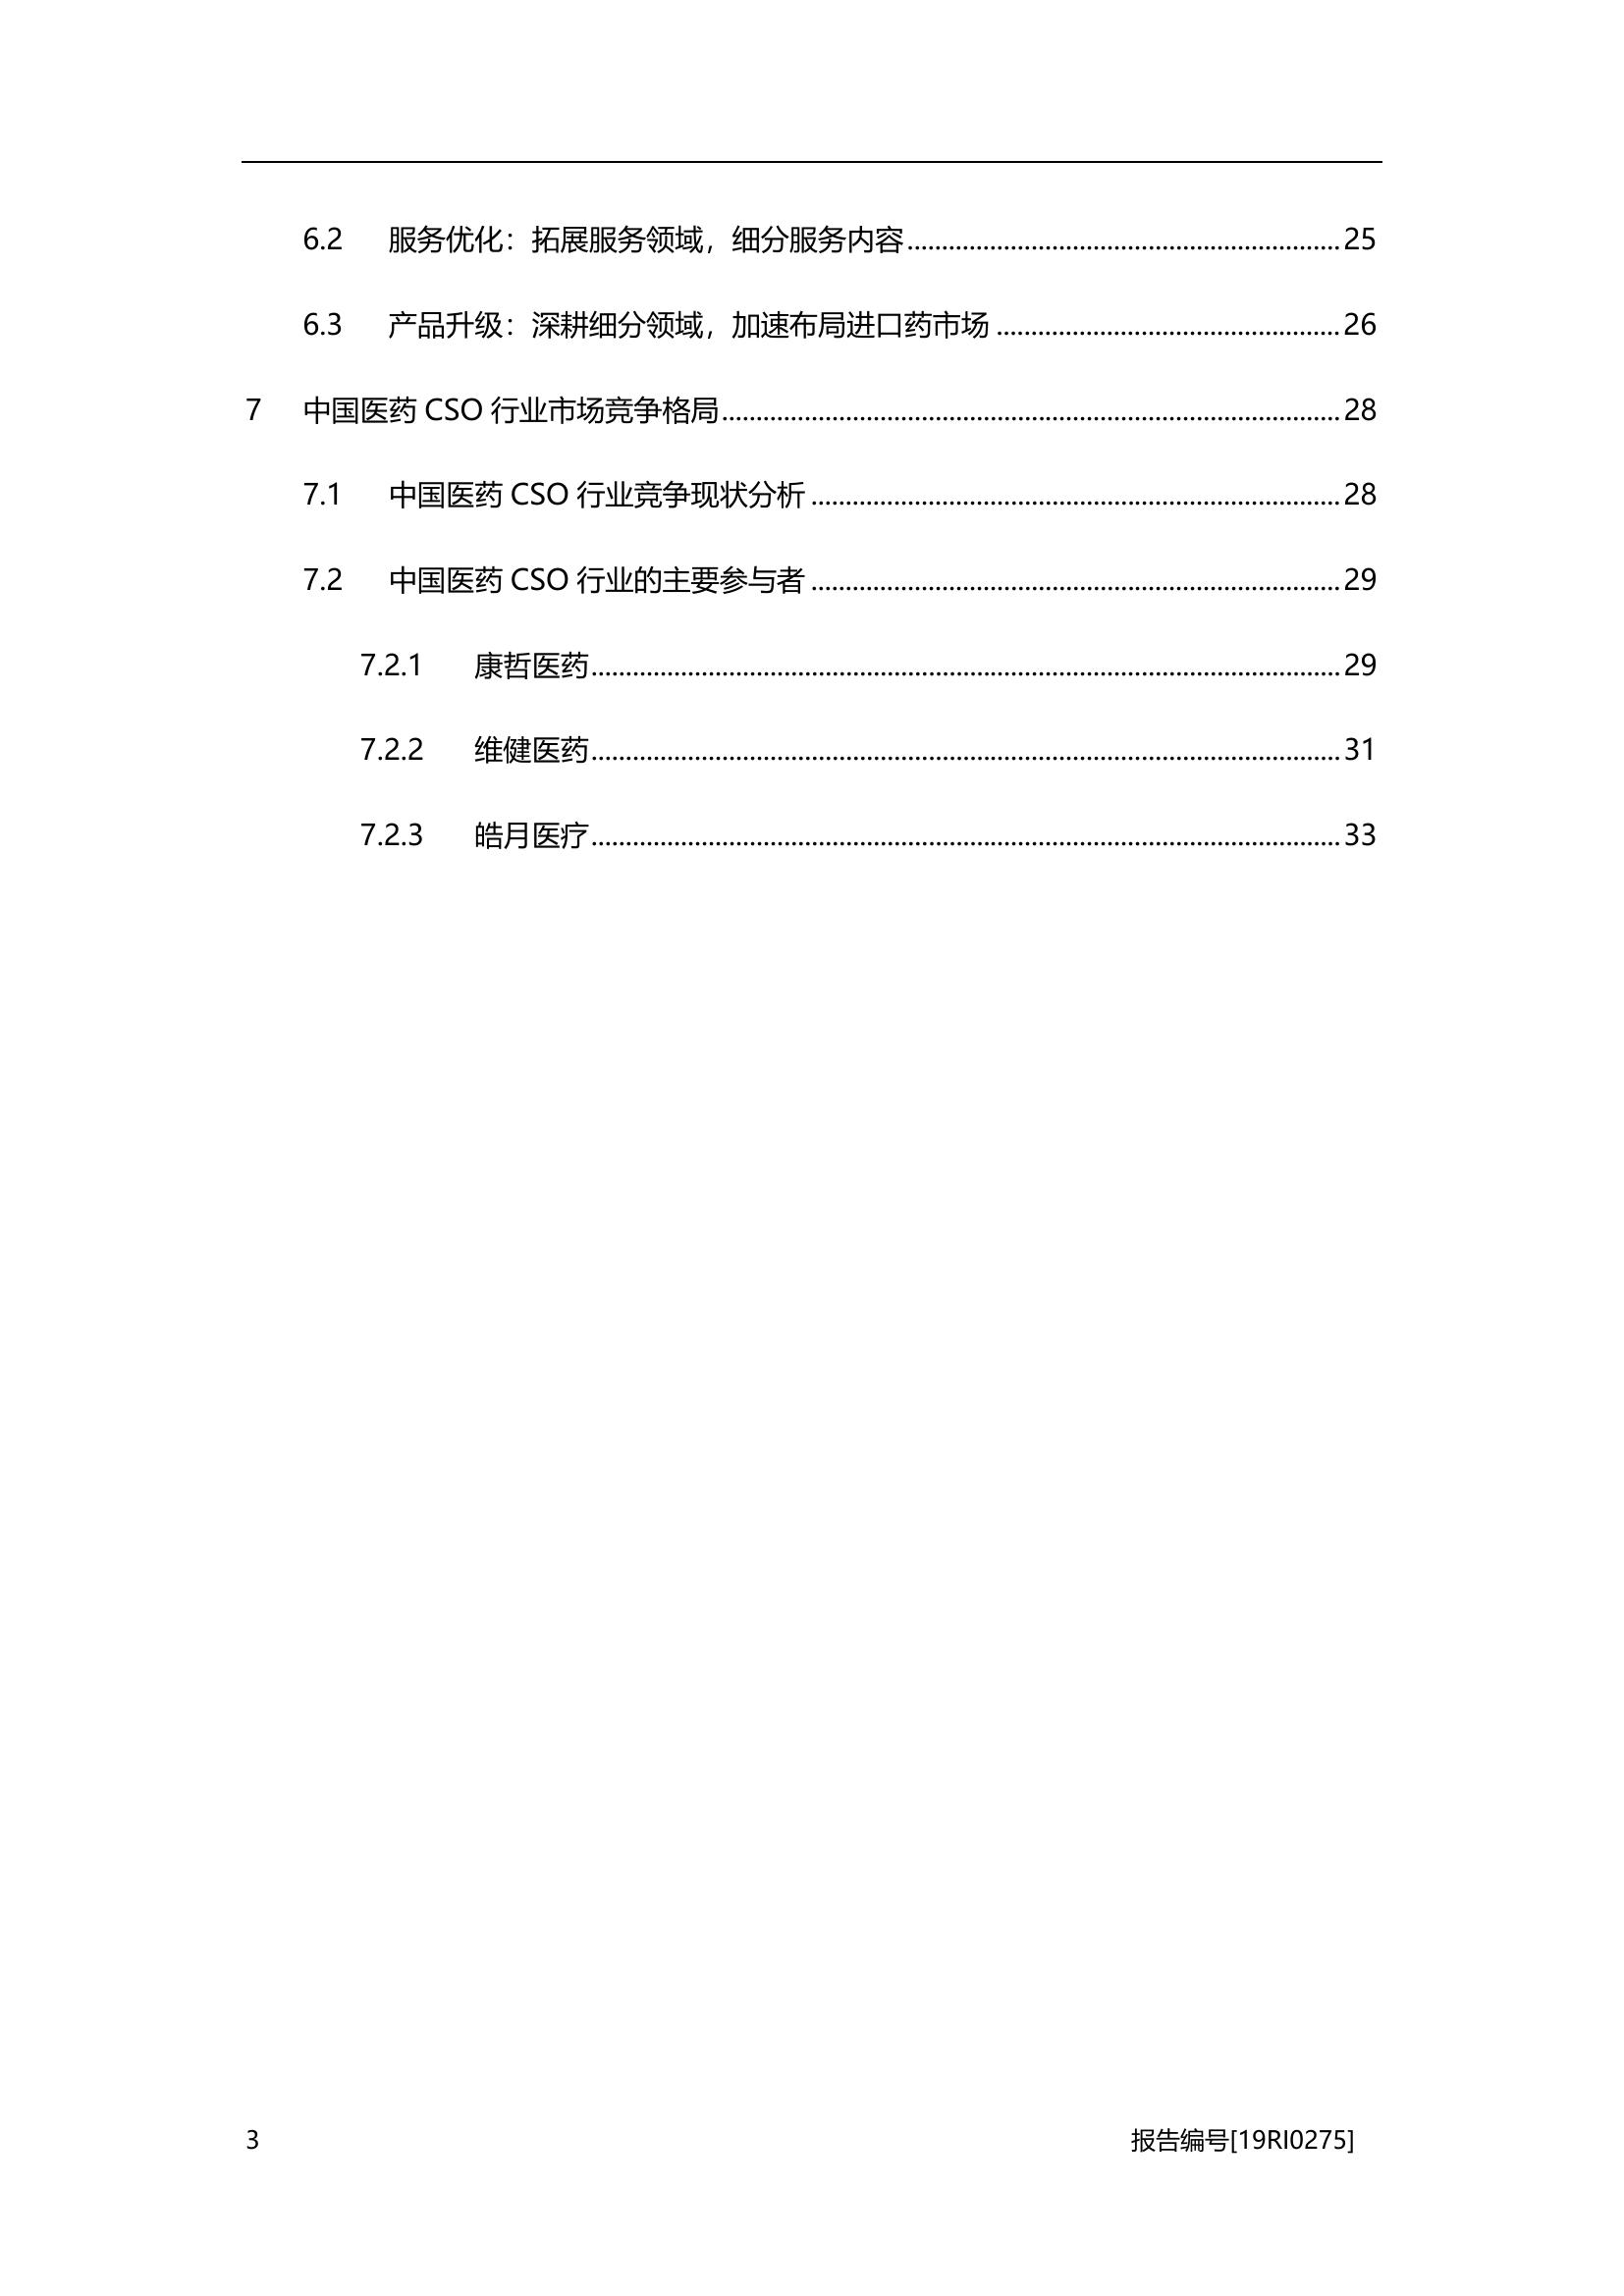 6.2 服务优化：拓展服务领域，细分服务内容 25
6.3 产品升级：深耕细分领域，加速布局进口药市场 26
7 中国医药 CSO 行业市场竞争格局 28
7.1 中国医药 CSO 行业竞争现状分析 28
7.2 中国医药 CSO 行业的主要参与者 29
7.2.1 康哲医药 29
7.2.2 维健医药 31
7.2.3 皓月医疗 33
3 报告编号[19RI0275]